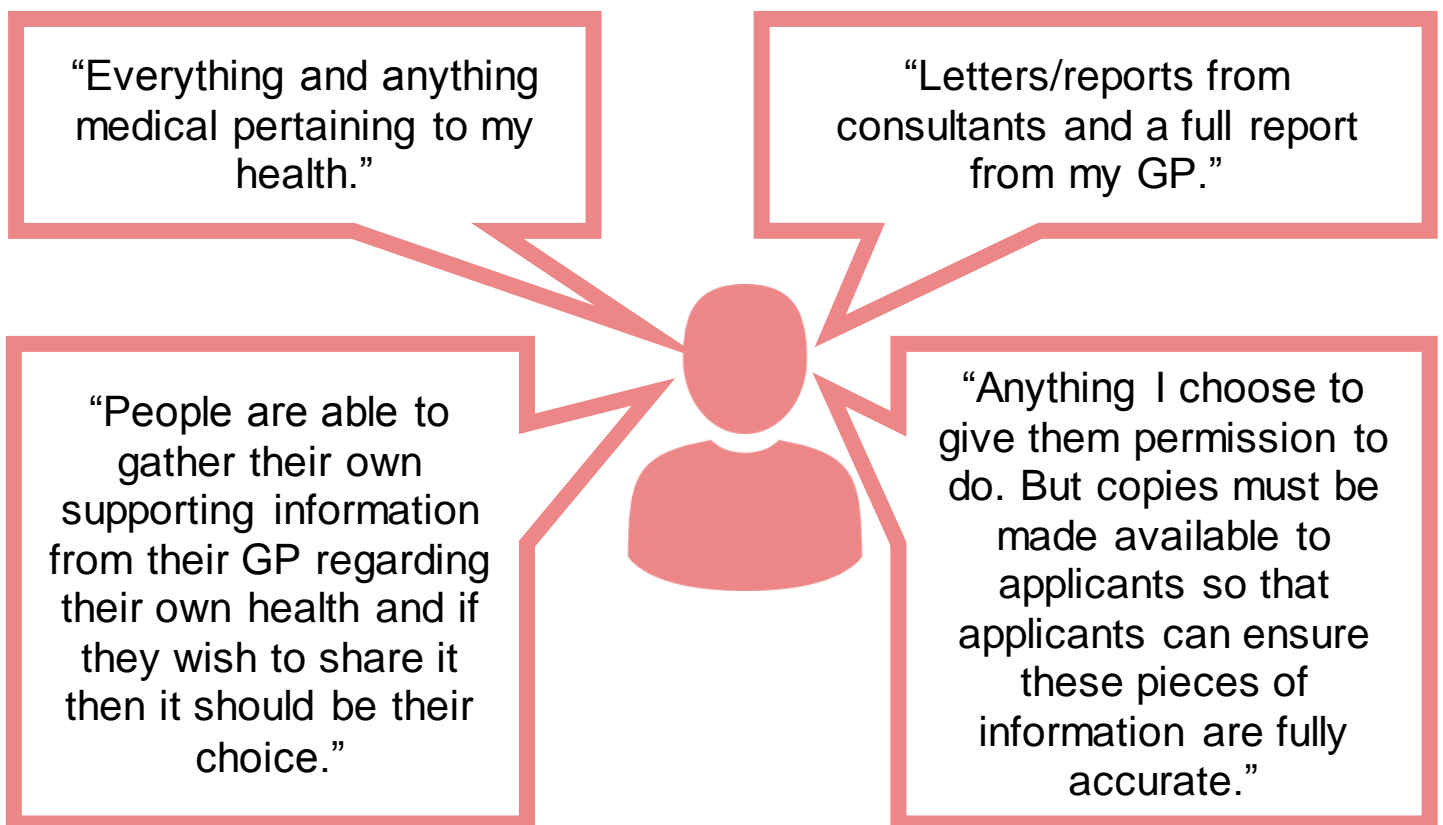 “Everything and anything
medical pertaining to my
health.”
“Letters/reports from
consultants and a full report
from my GP.”
“People are able to
gather their own
supporting information
from their GP regarding
their own health and if
they wish to share it
then it should be their
choice.”
“Anything I choose to
give them permission to
do. But copies must be
made available to
applicants so that
applicants can ensure
these pieces of
information are fully
accurate.”